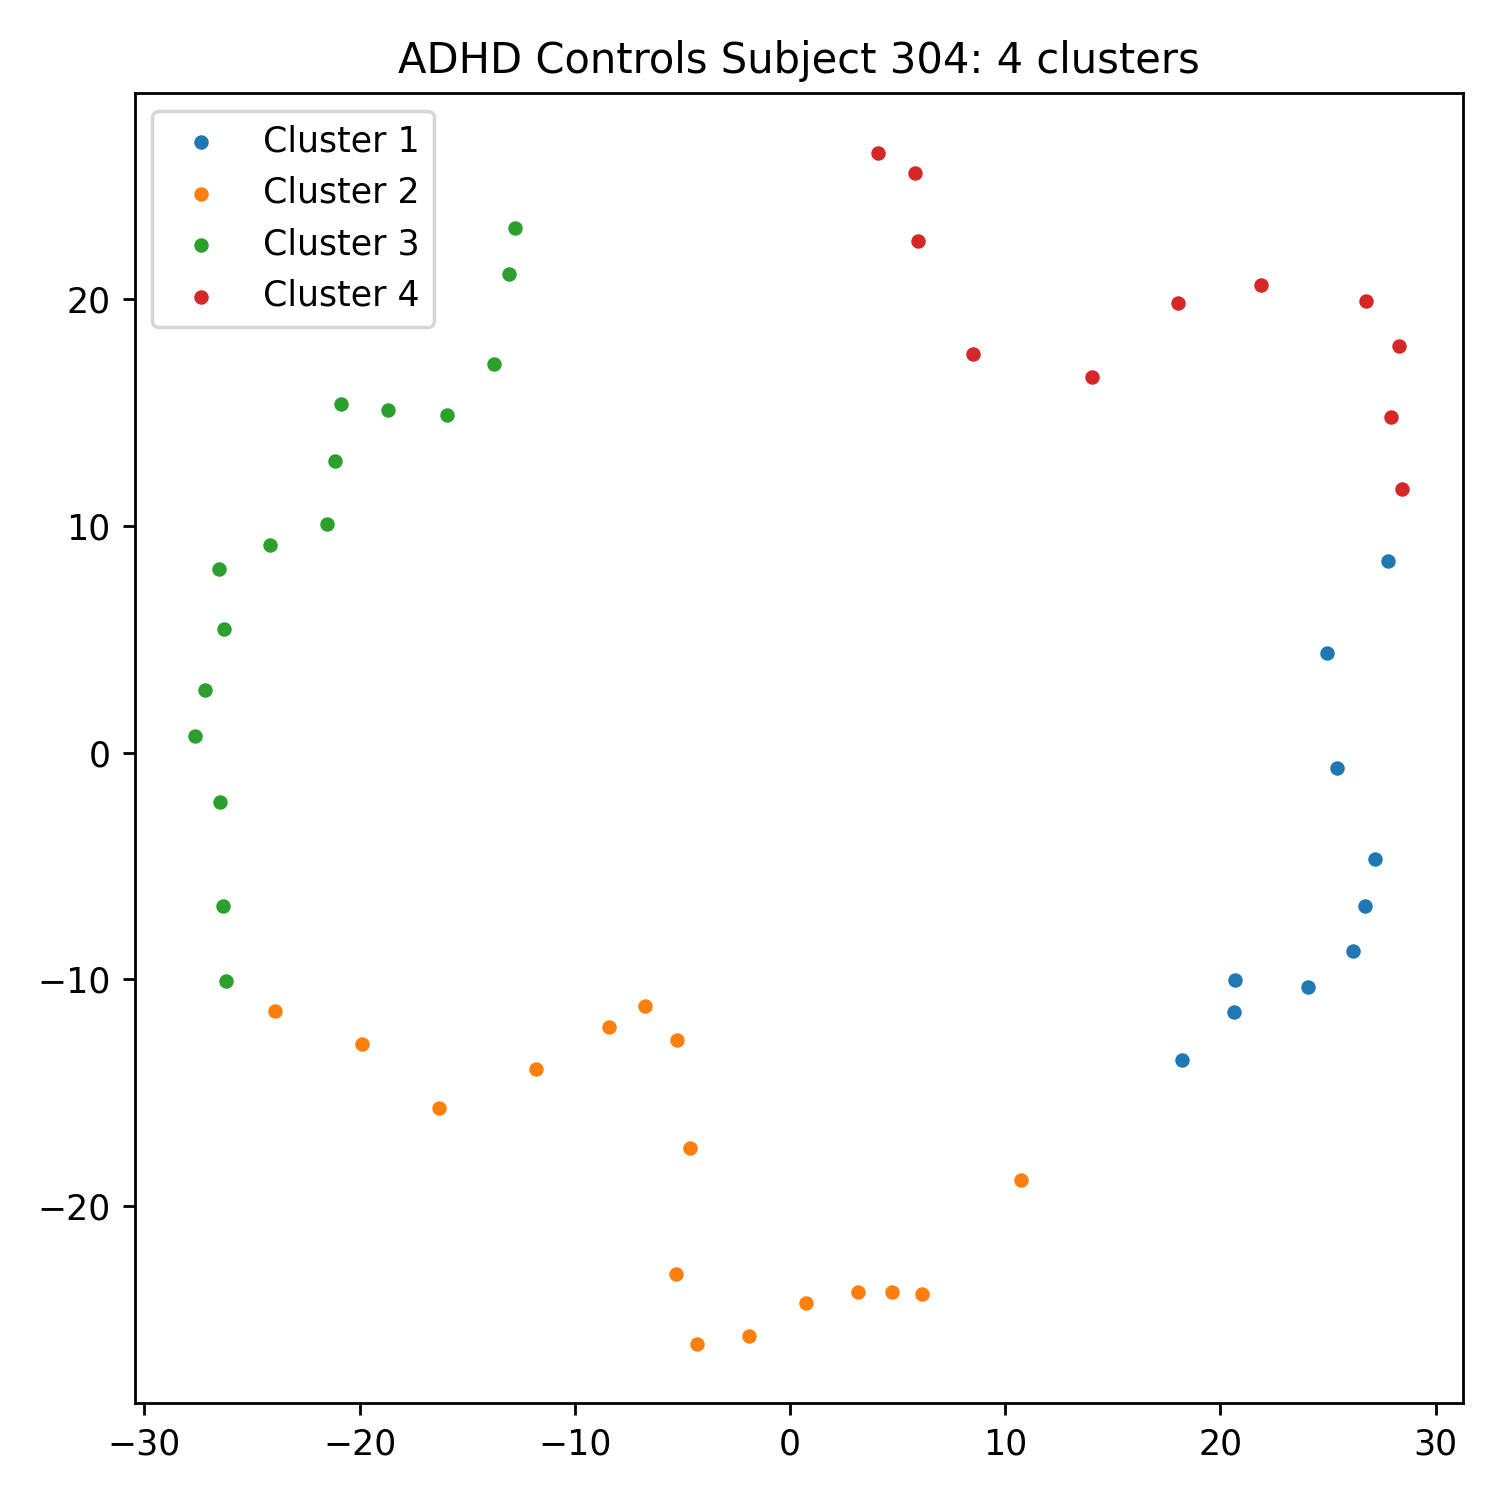 ADHD Controls Subject 304: 4 clusters
Cluster 1
Cluster 2
Cluster 3
Cluster 4
20
10
0
−10
−20
−30 −20 −10 0 10 20 30